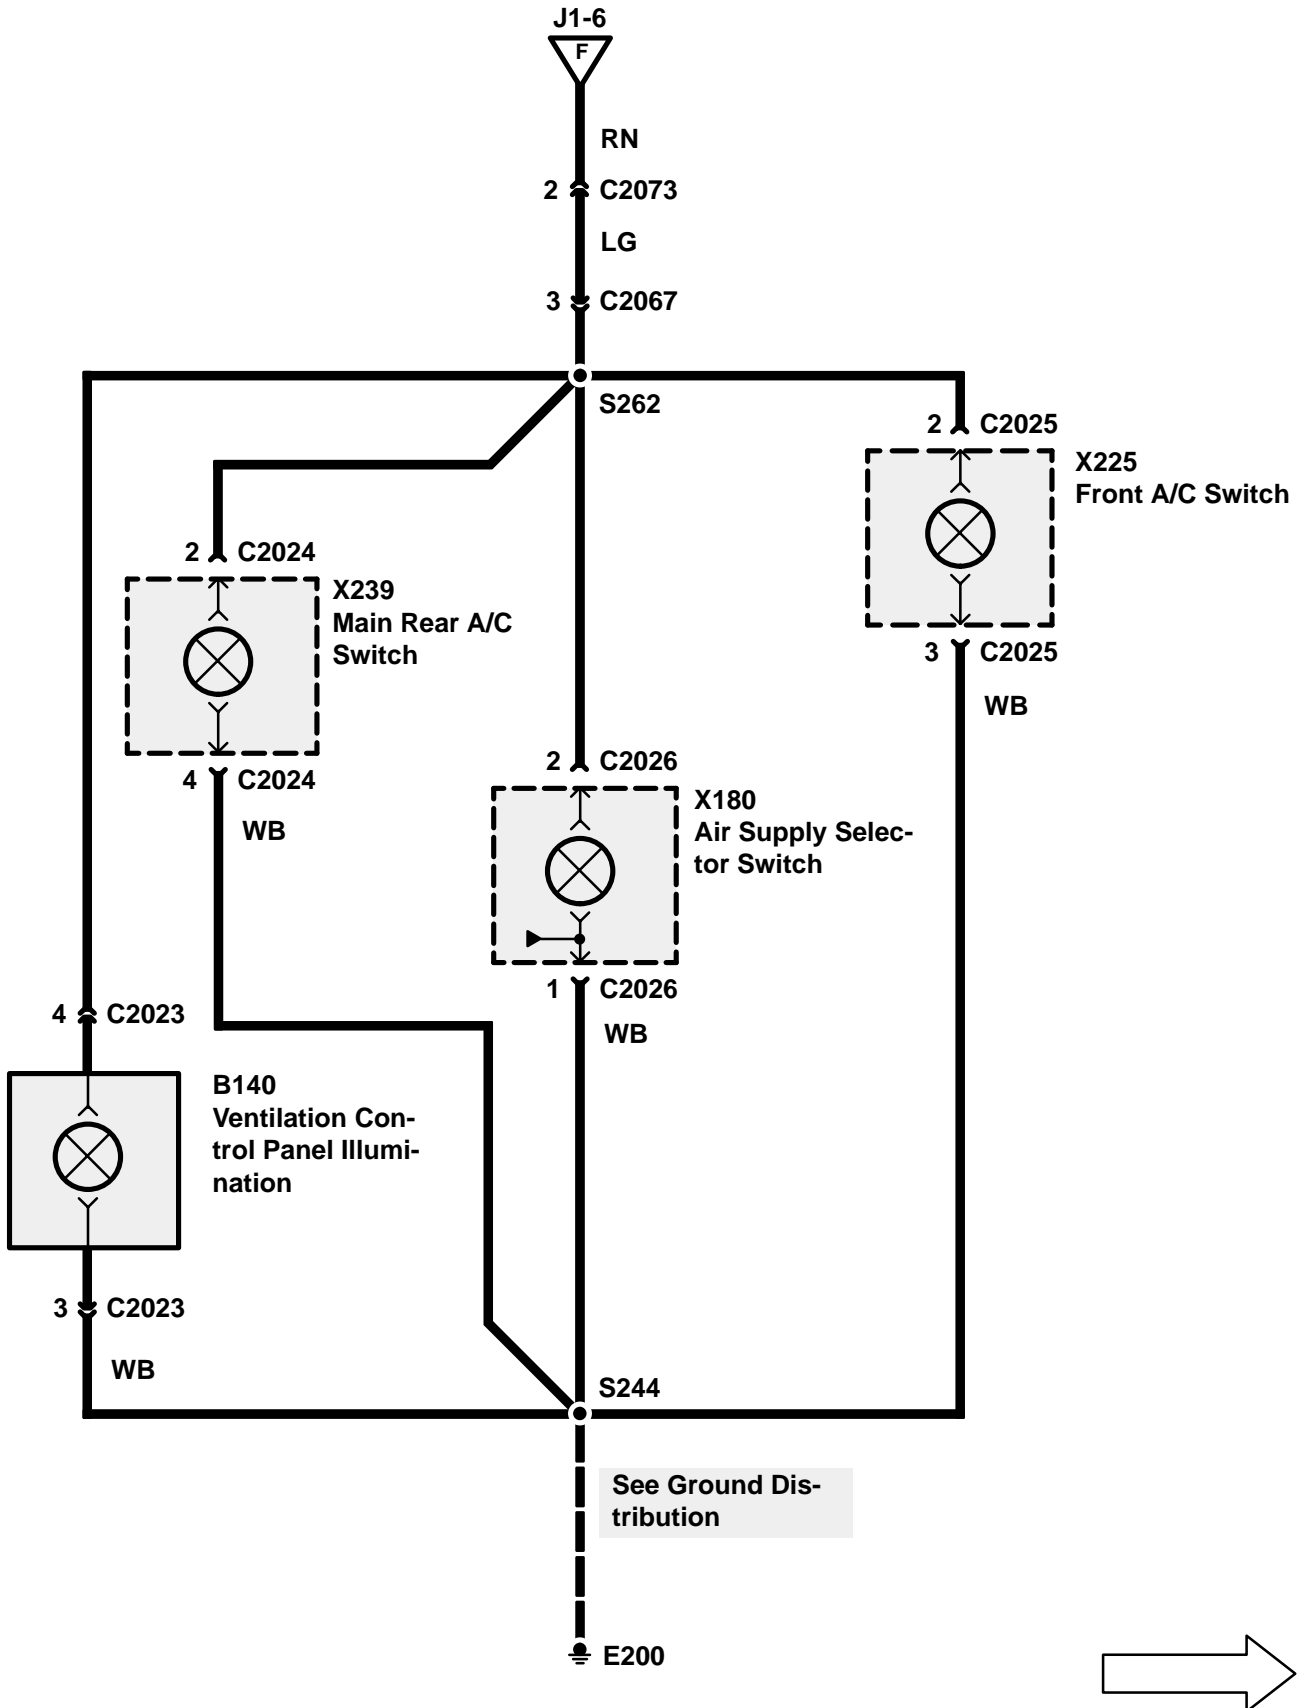 J1-6
F
RN
2 C2073
LG
3 C2067
S262
2 C2025
X225
Front A/C Switch
3 C2025
WB
2 C2024
X239
Main Rear A/C
Switch
4 C2024
WB
2 C2026
X180
Air Supply Selec-
tor Switch
1 C2026
WB
4 C2023
B140
Ventilation Con-
trol Panel Illumi-
nation
3 C2023
WB
S244
See Ground Dis-
tribution
E200